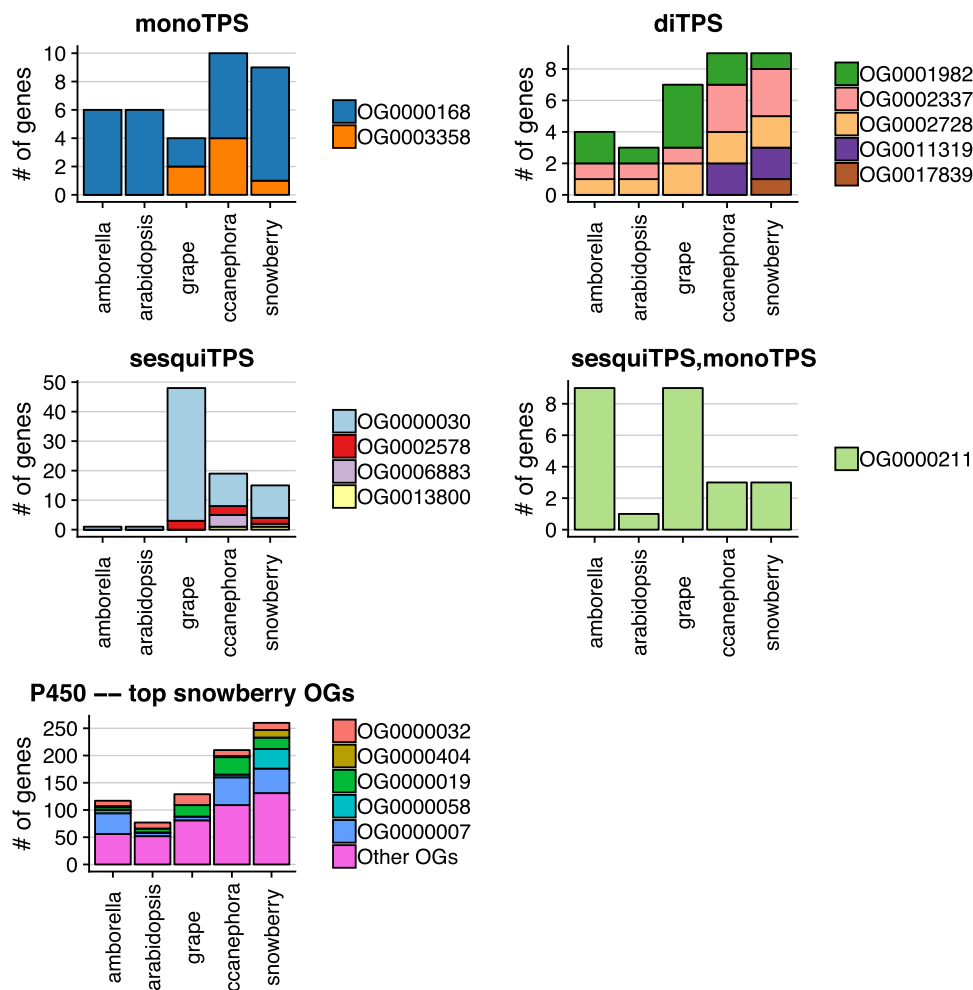 monoTPS
# of genes
10
8
6
4
2
0
amborella
arabidopsis
grape
ccanephora
snowberry
OG0000168
OG0003358
diTPS
# of genes
8
6
4
2
0
amborella
arabidopsis
grape
ccanephora
snowberry
OG0001982
OG0002337
OG0002728
OG0011319
OG0017839
sesquiTPS
# of genes
50
40
30
20
10
0
amborella
arabidopsis
grape
ccanephora
snowberry
OG0000030
OG0002578
OG0006883
OG0013800
sesquiTPS,monoTPS
# of genes
8
6
4
2
0
amborella
arabidopsis
grape
ccanephora
snowberry
OG0000211
P450 –– top snowberry OGs
# of genes
250
200
150
100
50
0
amborella
arabidopsis
grape
ccanephora
snowberry
OG0000032
OG0000404
OG0000019
OG0000058
OG0000007
Other OGs